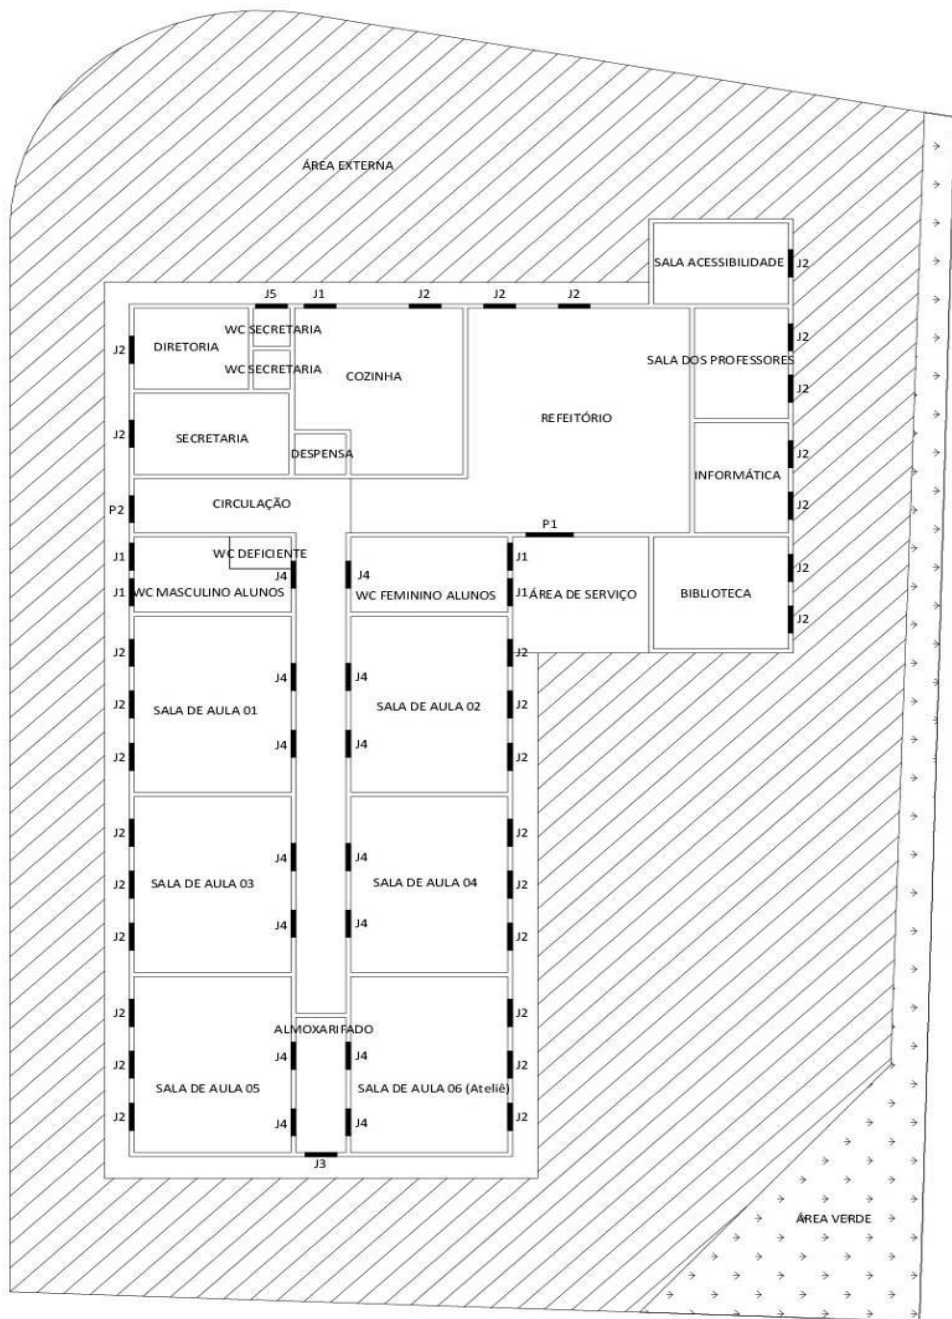 ÁREA EXTERNA
SALA ACESSIBILIDADE
J2
J5
J1
J2
J2
J2
WC SECRETARIA
J2
J2
DIRETORIA
SALA DOS PROFESSORES
WC SECRETARIA
COZINHA
J2
REFEITÓRIO
J2
SECRETARIA
DESPENSA
J2
INFORMÁTICA
CIRCULAÇÃO
J2
P2
P1
J1
WC DEFICIENTE
J4
J4
J1
J2
J1
WC MASCULINO ALUNOS
WC FEMININO ALUNOS
J1
ÁREA DE SERVIÇO
BIBLIOTECA
J2
J2
J2
J4
J4
J2
SALA DE AULA 01
SALA DE AULA 02
J2
J4
J4
J2
J2
J2
J2
J4
J4
J2
SALA DE AULA 03
SALA DE AULA 04
J2
J4
J4
J2
J2
J2
J2
ALMOXARIFADO
J2
J4
J4
J2
SALA DE AULA 05
SALA DE AULA 06 (Ateliê)
J2
J4
J4
J2
J3
ÁREA VERDE